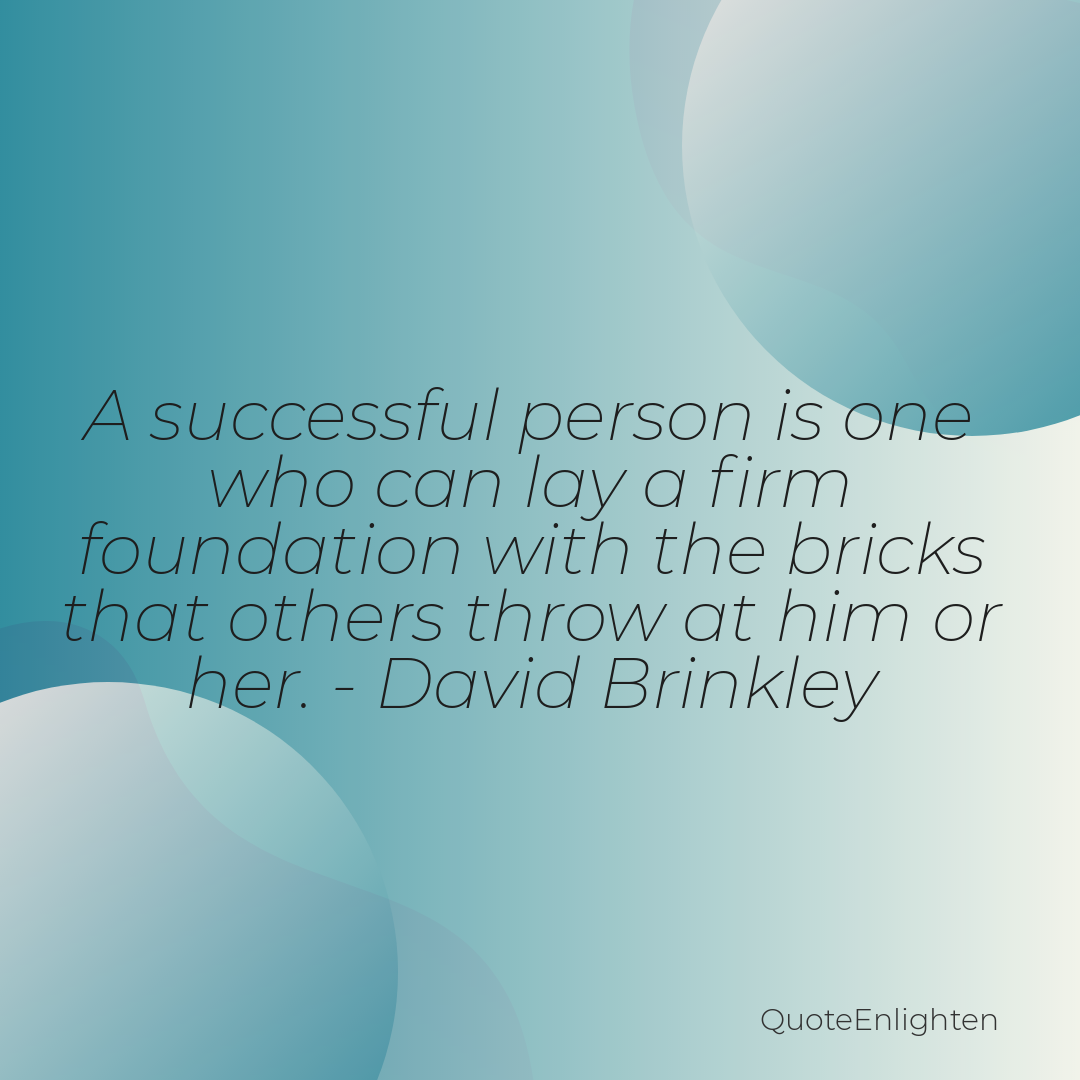 A successful person is one
who can lay a firm
foundation with the bricks
that others throw at him or
her. - David Brinkley
QuoteEnlighten